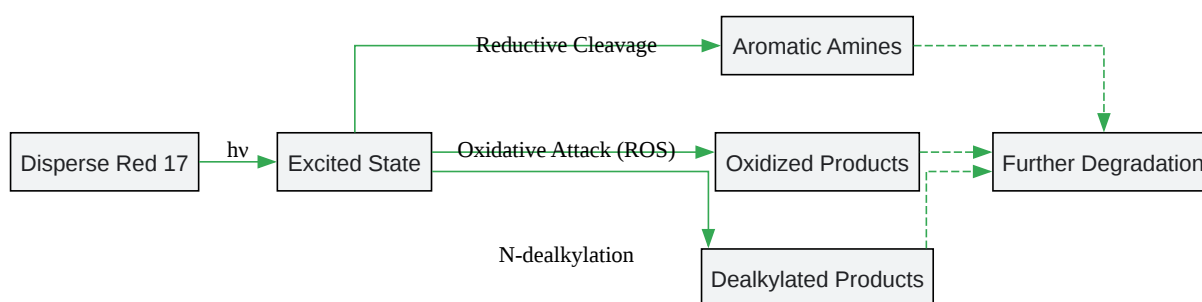 Reductive Cleavage
Aromatic Amines
Disperse Red 17
hν
Excited State
Oxidative Attack (ROS)
Oxidized Products
Further Degradation
N-dealkylation
Dealkylated Products